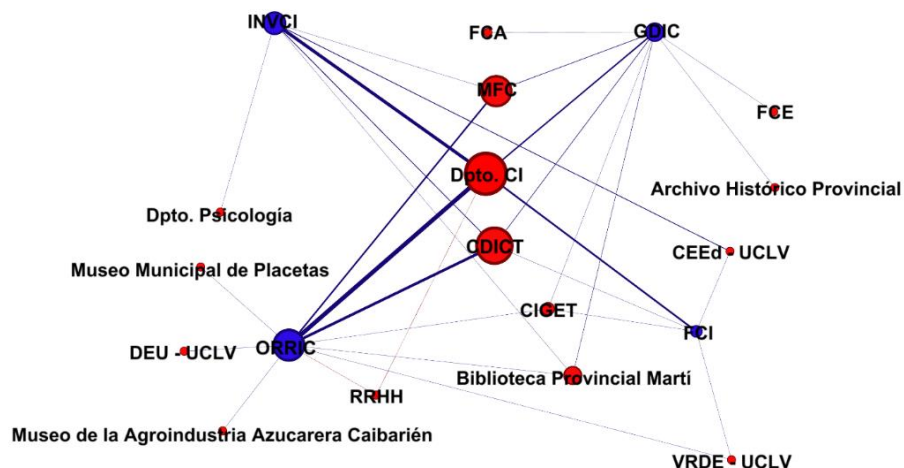 INVCI
FCA
GDIC
MFC
FCE
Dpto. CI
Archivo Histórico Provincial
Dpto. Psicología
CDICT
CEEd - UCLV
Museo Municipal de Placetas
CIGET
FCI
DEU - UCLV
ORRIC
Biblioteca Provincial Martí
RRHH
Museo de la Agroindustria Azucarera Caibarién
VRDE - UCLV